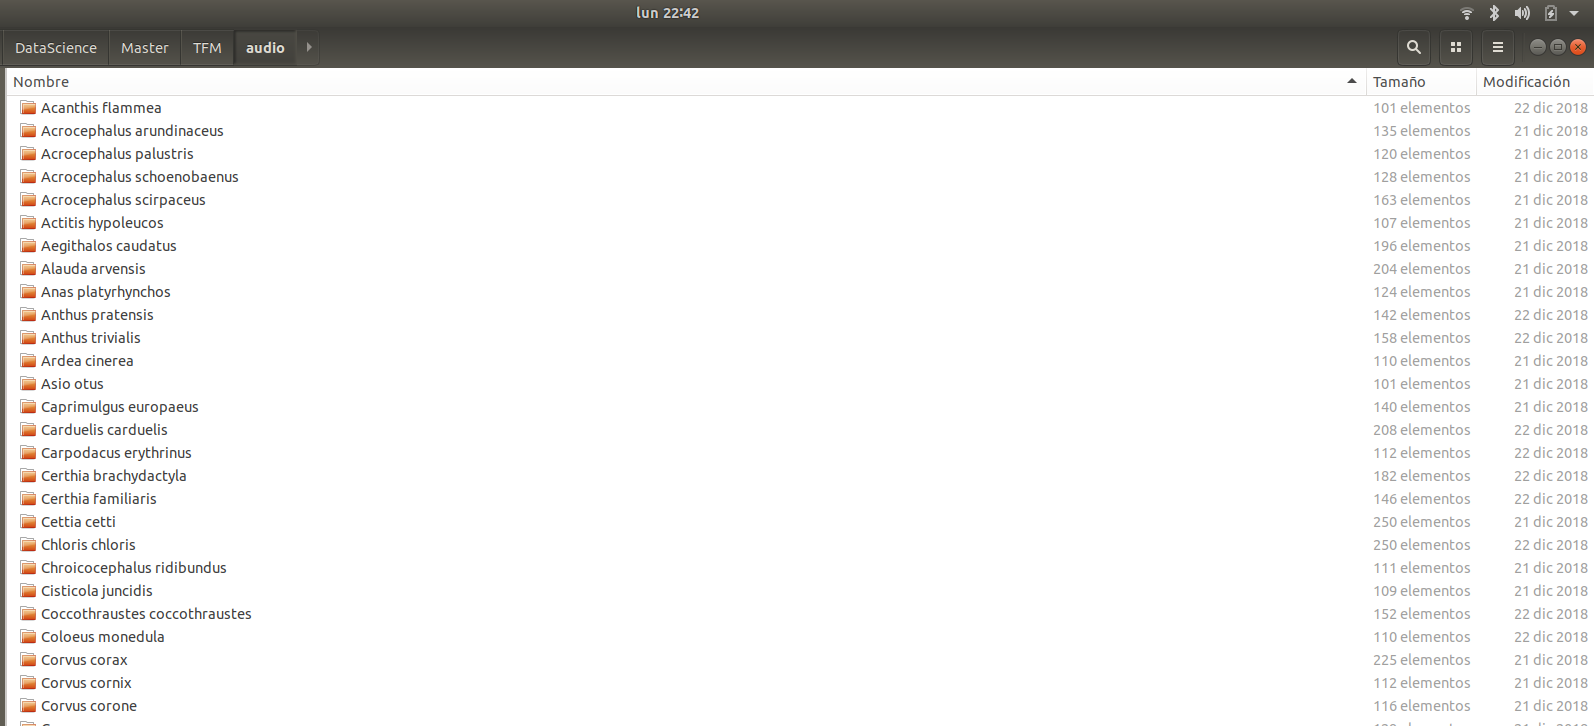 lun 22:42
DataScience Master TFM audio
Nombre Tamaño Modificación
Acanthis flammea 101 elementos 22 dic 2018
Acrocephalus arundinaceus 135 elementos 21 dic 2018
Acrocephalus palustris 120 elementos 21 dic 2018
Acrocephalus schoenobaenus 128 elementos 21 dic 2018
Acrocephalus scirpaceus 163 elementos 21 dic 2018
Actitis hypoleucos 107 elementos 21 dic 2018
Aegithalos caudatus 196 elementos 21 dic 2018
Alauda arvensis 204 elementos 21 dic 2018
Anas platyrhynchos 124 elementos 21 dic 2018
Anthus pratensis 142 elementos 22 dic 2018
Anthus trivialis 158 elementos 22 dic 2018
Ardea cinerea 110 elementos 21 dic 2018
Asio otus 101 elementos 21 dic 2018
Caprimulgus europaeus 140 elementos 21 dic 2018
Carduelis carduelis 208 elementos 22 dic 2018
Carpodacus erythrinus 112 elementos 22 dic 2018
Certhia brachydactyla 182 elementos 22 dic 2018
Certhia familiaris 146 elementos 22 dic 2018
Cettia cetti 250 elementos 21 dic 2018
Chloris chloris 250 elementos 22 dic 2018
Chroicocephalus ridibundus 111 elementos 21 dic 2018
Cisticola juncidis 109 elementos 21 dic 2018
Coccothraustes coccothraustes 152 elementos 22 dic 2018
Coloeus monedula 110 elementos 22 dic 2018
Corvus corax 225 elementos 21 dic 2018
Corvus cornix 112 elementos 21 dic 2018
Corvus corone 116 elementos 21 dic 2018